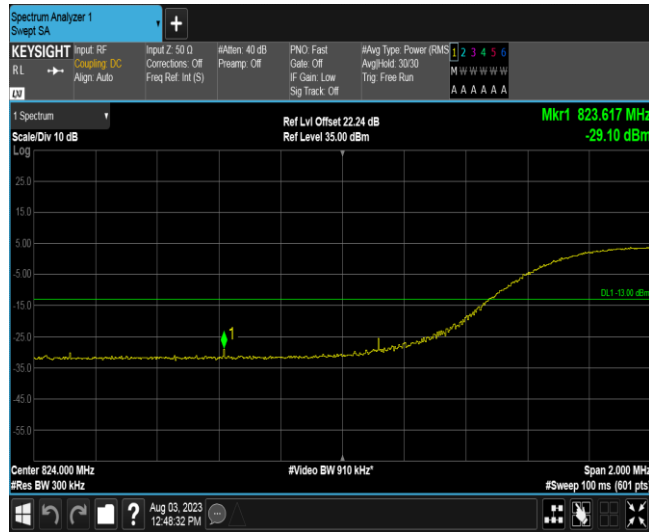 Spectrum Analyzer 1
Swept SA
KEYSIGHT
RL
LXI
Input: RF
Coupling: DC
Align: Auto
Input Z: 50 Ω
Corrections: Off
Freq Ref: Int (S)
#Atten: 40 dB
Preamp: Off
PNO: Fast
Gate: Off
IF Gain: Low
Sig Track: Off
#Avg Type: Power (RMS
Avg|Hold: 30/30
Trig: Free Run
1 2 3 4 5 6
M W W W W W
A A A A A A
1 Spectrum
Scale/Div 10 dB
Log
Ref Lvl Offset 22.24 dB
Ref Level 35.00 dBm
Mkr1 823.617 MHz
-29.10 dBm
25.0
15.0
5.00
-5.00
DL1 -13.00 dBm
-15.0
1
-25.0
-35.0
-45.0
-55.0
Center 824.000 MHz
#Res BW 300 kHz
#Video BW 910 kHz*
Span 2.000 MHz
#Sweep 100 ms (601 pts)
?
Aug 03, 2023
12:48:32 PM